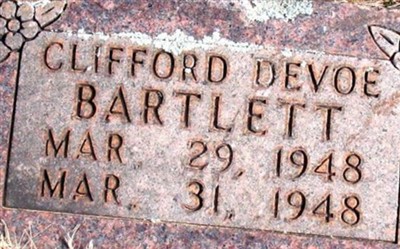 CLIFFORD DEVOE
BARTLETT
MAR. 29, 1948
MAR. 31, 1948